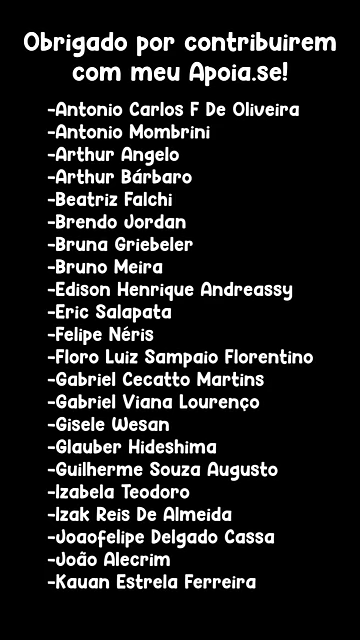 Obrigado por contribuirem
com meu Apoia.se!
-Antonio Carlos F De Oliveira
-Antonio Mombrini
-Arthur Angelo
-Arthur Bárbaro
-Beatriz Falchi
-Brendo Jordan
-Bruna Griebeler
-Bruno Meira
-Edison Henrique Andreassy
-Eric Salapata
-Felipe Néris
-Floro Luiz Sampaio Florentino
-Gabriel Cecatto Martins
-Gabriel Viana Lourenço
-Gisele Wesan
-Glauber Hideshima
-Guilherme Souza Augusto
-Izabela Teodoro
-Izak Reis De Almeida
-Joaofelipe Delgado Cassa
-João Alecrim
-Kauan Estrela Ferreira